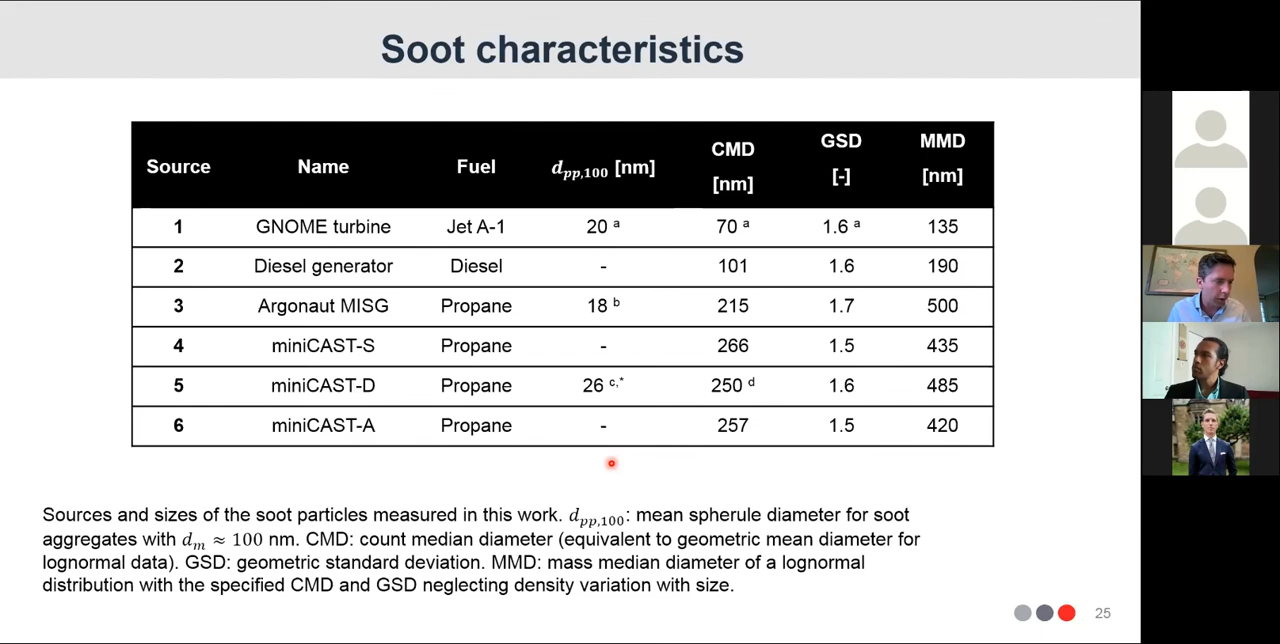 Soot characteristics
Source Name Fuel d_pp,100 [nm] CMD [nm] GSD [-] MMD [nm]
1 GNOME turbine Jet A-1 20 a 70 a 1.6 a 135
2 Diesel generator Diesel - 101 1.6 190
3 Argonaut MISG Propane 18 b 215 1.7 500
4 miniCAST-S Propane - 266 1.5 435
5 miniCAST-D Propane 26 c,* 250 d 1.6 485
6 miniCAST-A Propane - 257 1.5 420
Sources and sizes of the soot particles measured in this work. d_pp,100: mean spherule diameter for soot
aggregates with d_m ≈ 100 nm. CMD: count median diameter (equivalent to geometric mean diameter for
lognormal data). GSD: geometric standard deviation. MMD: mass median diameter of a lognormal
distribution with the specified CMD and GSD neglecting density variation with size.
25